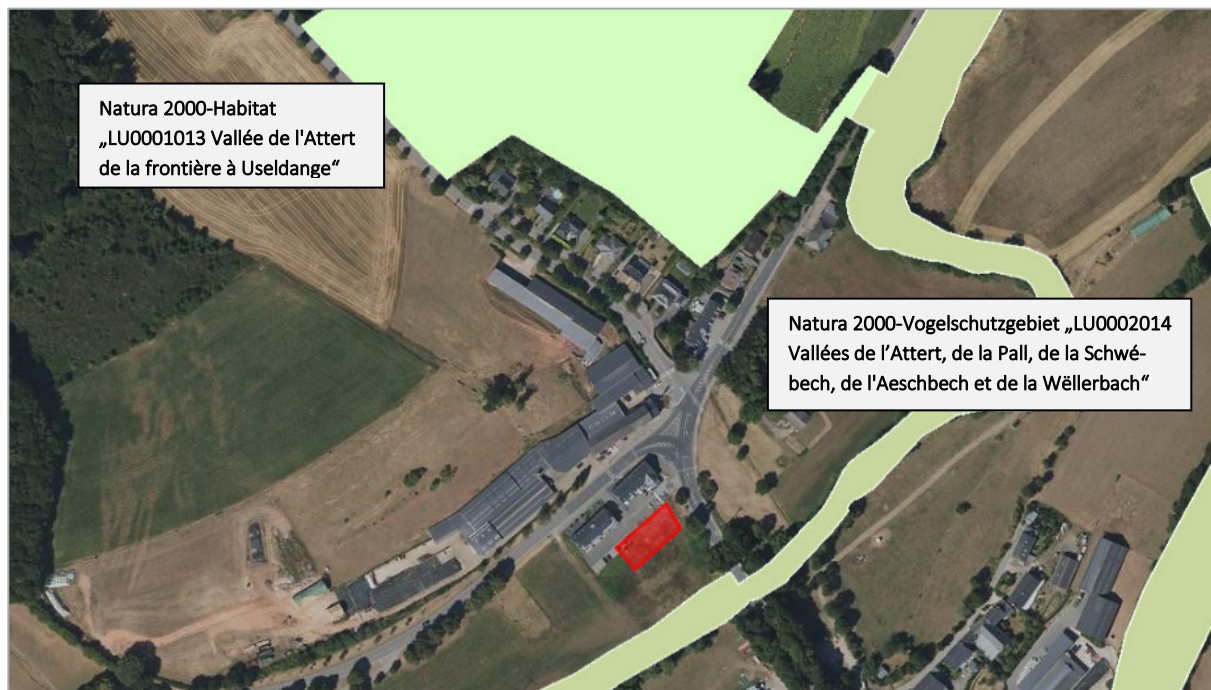 Natura 2000-Habitat
„LU0001013 Vallée de l'Attert
de la frontière à Useldange“
Natura 2000-Vogelschutzgebiet „LU0002014
Vallées de l’Attert, de la Pall, de la Schwé-
bech, de l'Aeschbech et de la Wëllerbach“